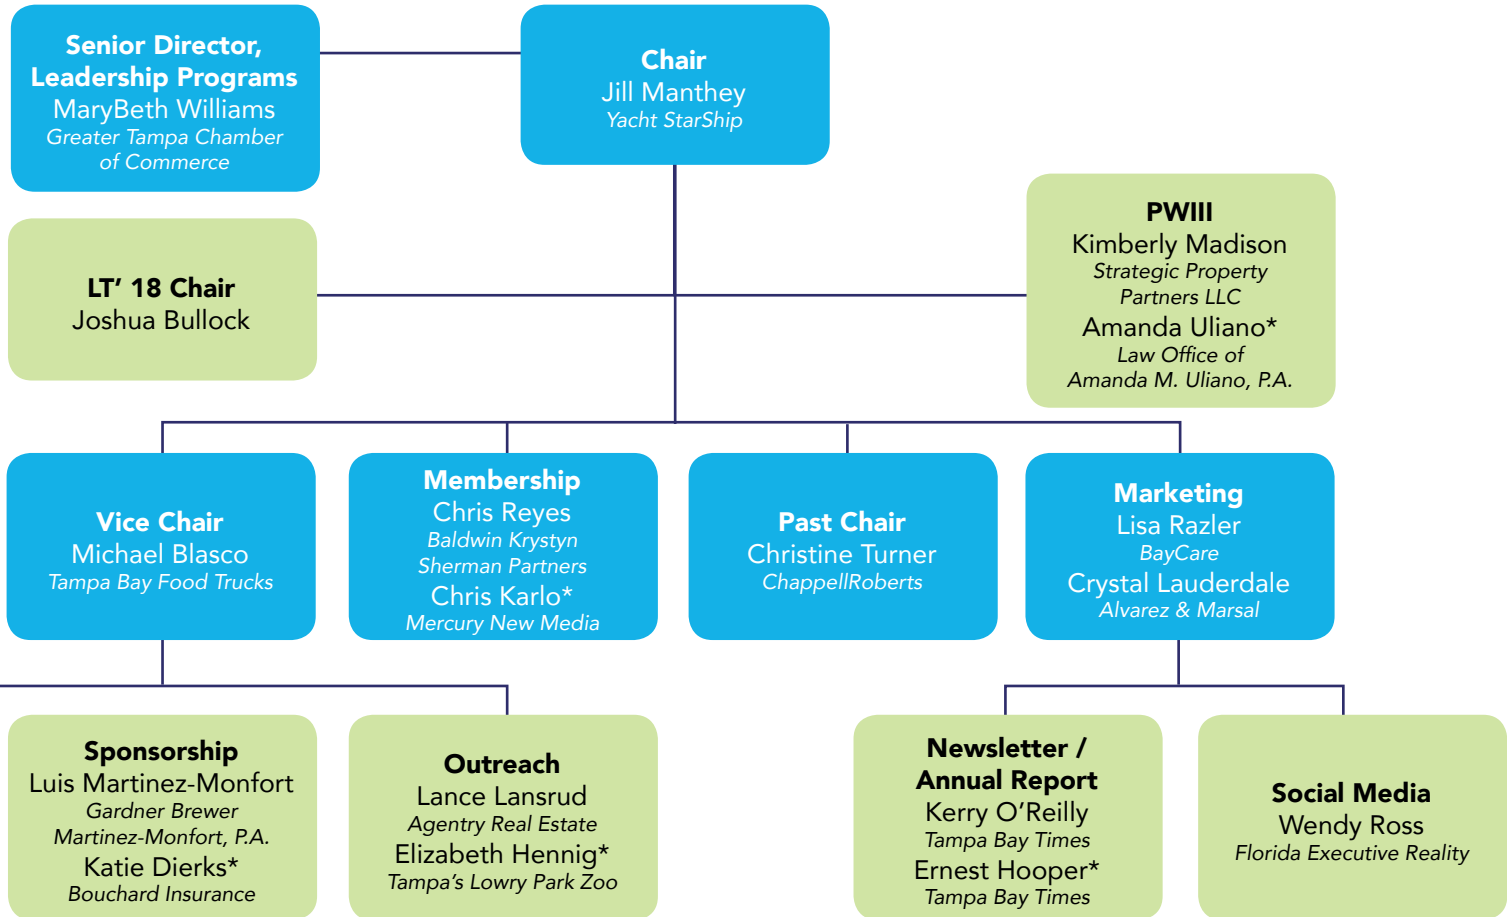 Senior Director,
Leadership Programs
MaryBeth Williams
Greater Tampa Chamber
of Commerce
Chair
Jill Manthey
Yacht StarShip
LT’ 18 Chair
Joshua Bullock
PWIII
Kimberly Madison
Strategic Property
Partners LLC
Amanda Uliano*
Law Office of
Amanda M. Uliano, P.A.
Vice Chair
Michael Blasco
Tampa Bay Food Trucks
Membership
Chris Reyes
Baldwin Krystyn
Sherman Partners
Chris Karlo*
Mercury New Media
Past Chair
Christine Turner
ChappellRoberts
Marketing
Lisa Razler
BayCare
Crystal Lauderdale
Alvarez & Marsal
Sponsorship
Luis Martinez-Monfort
Gardner Brewer
Martinez-Monfort, P.A.
Katie Dierks*
Bouchard Insurance
Outreach
Lance Lansrud
Agentry Real Estate
Elizabeth Hennig*
Tampa’s Lowry Park Zoo
Newsletter /
Annual Report
Kerry O’Reilly
Tampa Bay Times
Ernest Hooper*
Tampa Bay Times
Social Media
Wendy Ross
Florida Executive Reality